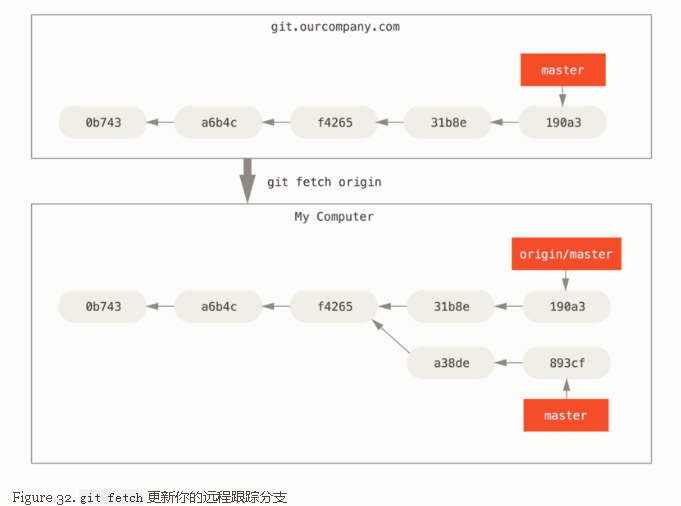 git.ourcompany.com
master
0b743 a6b4c f4265 31b8e 190a3
git fetch origin
My Computer
origin/master
0b743 a6b4c f4265 31b8e 190a3
a38de 893cf
master
Figure 32. git fetch 更新你的远程跟踪分支